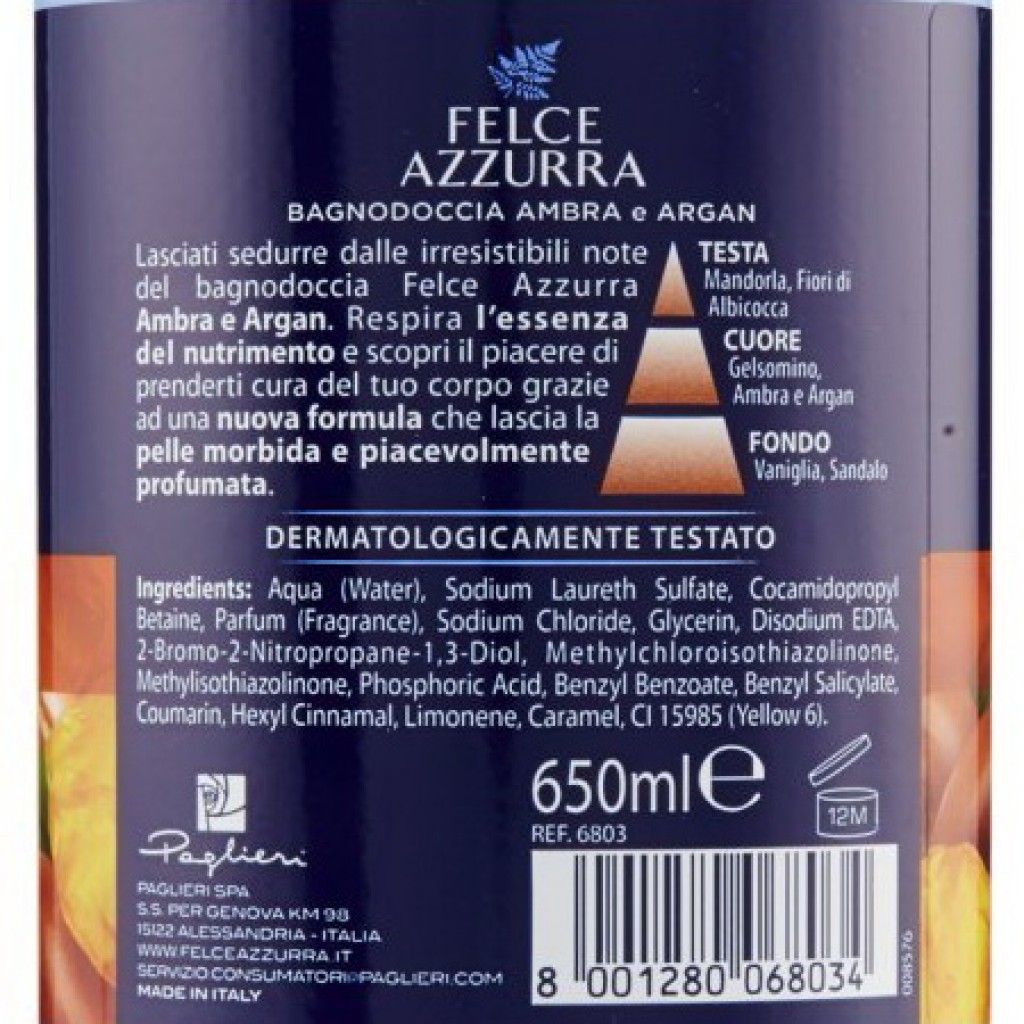 FELCE
AZZURRA
BAGNODOCCIA AMBRA e ARGAN
Lasciati sedurre dalle irresistibili note
del bagnodoccia Felce Azzurra
Ambra e Argan. Respira l'essenza
del nutrimento e scopri il piacere di
prenderti cura del tuo corpo grazie
ad una nuova formula che lascia la
pelle morbida e piacevolmente
profumata.
TESTA
Mandorla, Fiori di
Albicocca
CUORE
Gelsomino,
Ambra e Argan
FONDO
Vaniglia, Sandalo
DERMATOLOGICAMENTE TESTATO
Ingredients: Aqua (Water), Sodium Laureth Sulfate, Cocamidopropyl
Betaine, Parfum (Fragrance), Sodium Chloride, Glycerin, Disodium EDTA,
2-Bromo-2-Nitropropane-1,3-Diol, Methylchloroisothiazolinone,
Methylisothiazolinone, Phosphoric Acid, Benzyl Benzoate, Benzyl Salicylate,
Coumarin, Hexyl Cinnamal, Limonene, Caramel, CI 15985 (Yellow 6).
650ml e
12M
REF. 6803
Paglieri
PAGLIERI SPA
S.S. PER GENOVA KM 98
15122 ALESSANDRIA - ITALIA
WWW.FELCEAZZURRA.IT
SERVIZIO.CONSUMATORI@PAGLIERI.COM
MADE IN ITALY
8 001280 068034
008576